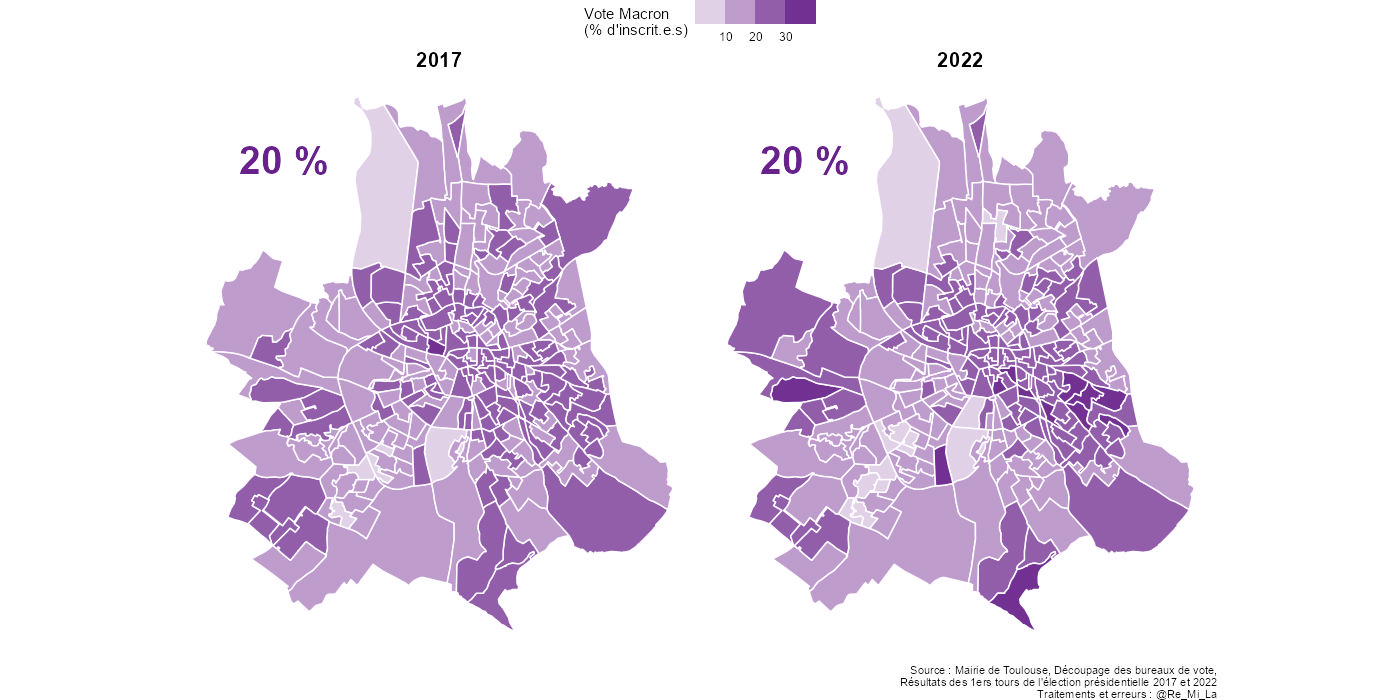 Vote Macron
(% d'inscrit.e.s)
10 20 30
2017 2022
20 % 20 %
Source : Mairie de Toulouse, Découpage des bureaux de vote,
Résultats des 1ers tours de l'élection présidentielle 2017 et 2022
Traitements et erreurs : @Re_Mi_La